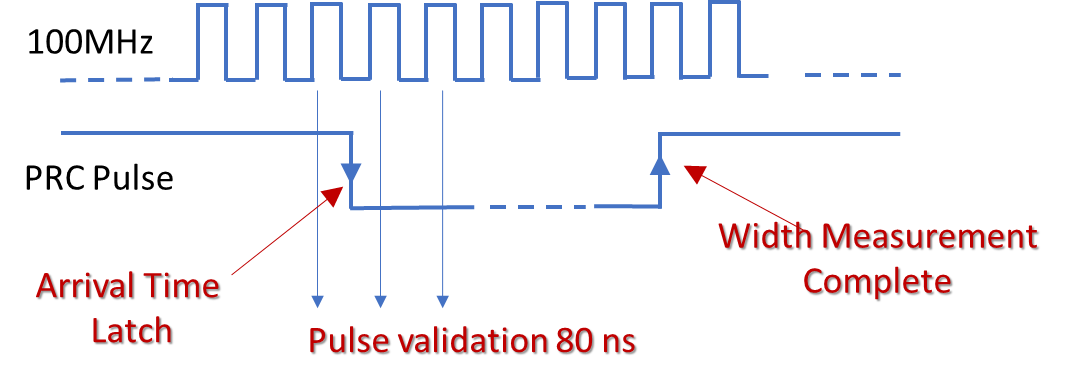 100MHz
PRC Pulse
Width Measurement
Complete
Arrival Time
Latch
Pulse validation 80 ns